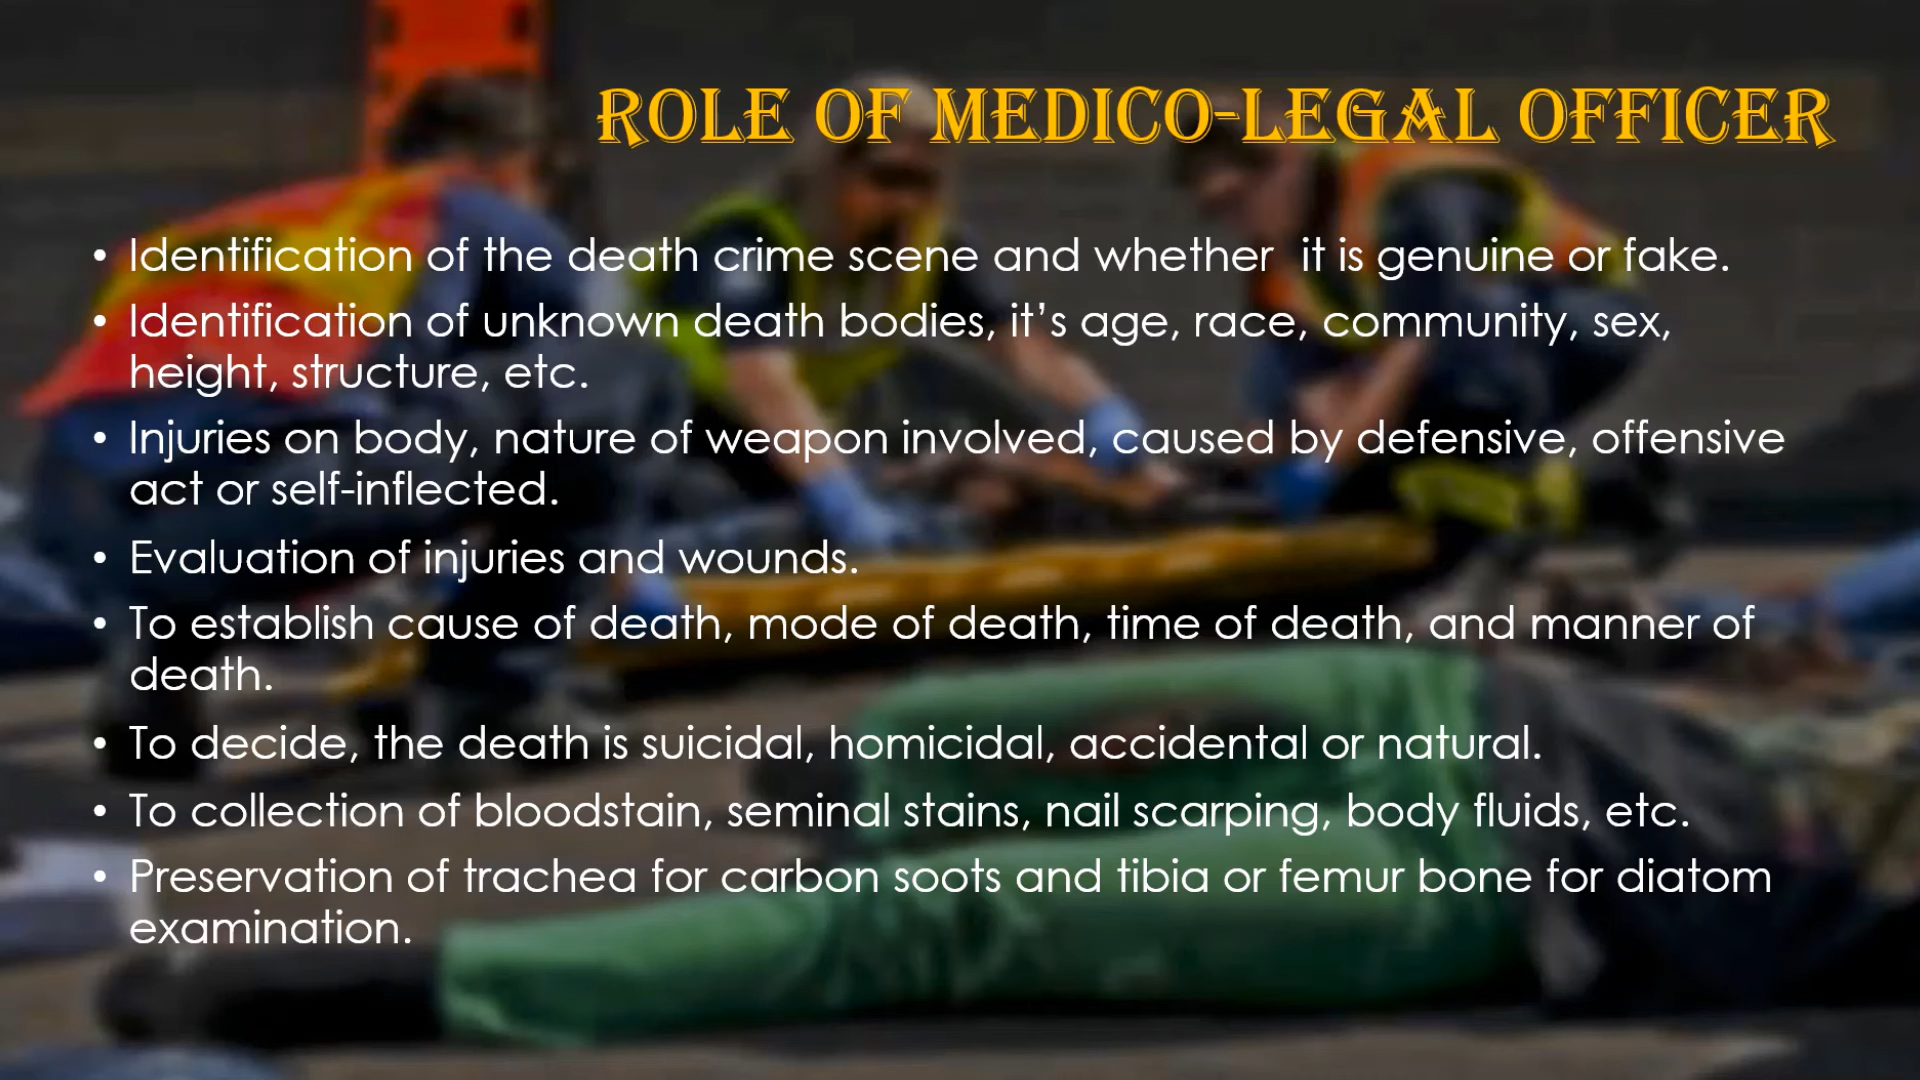 ROLE OF MEDICO-LEGAL OFFICER
• Identification of the death crime scene and whether  it is genuine or fake.
• Identification of unknown death bodies, it’s age, race, community, sex,
height, structure, etc.
• Injuries on body, nature of weapon involved, caused by defensive, offensive
act or self-inflected.
• Evaluation of injuries and wounds.
• To establish cause of death, mode of death, time of death, and manner of
death.
• To decide, the death is suicidal, homicidal, accidental or natural.
• To collection of bloodstain, seminal stains, nail scarping, body fluids, etc.
• Preservation of trachea for carbon soots and tibia or femur bone for diatom
examination.